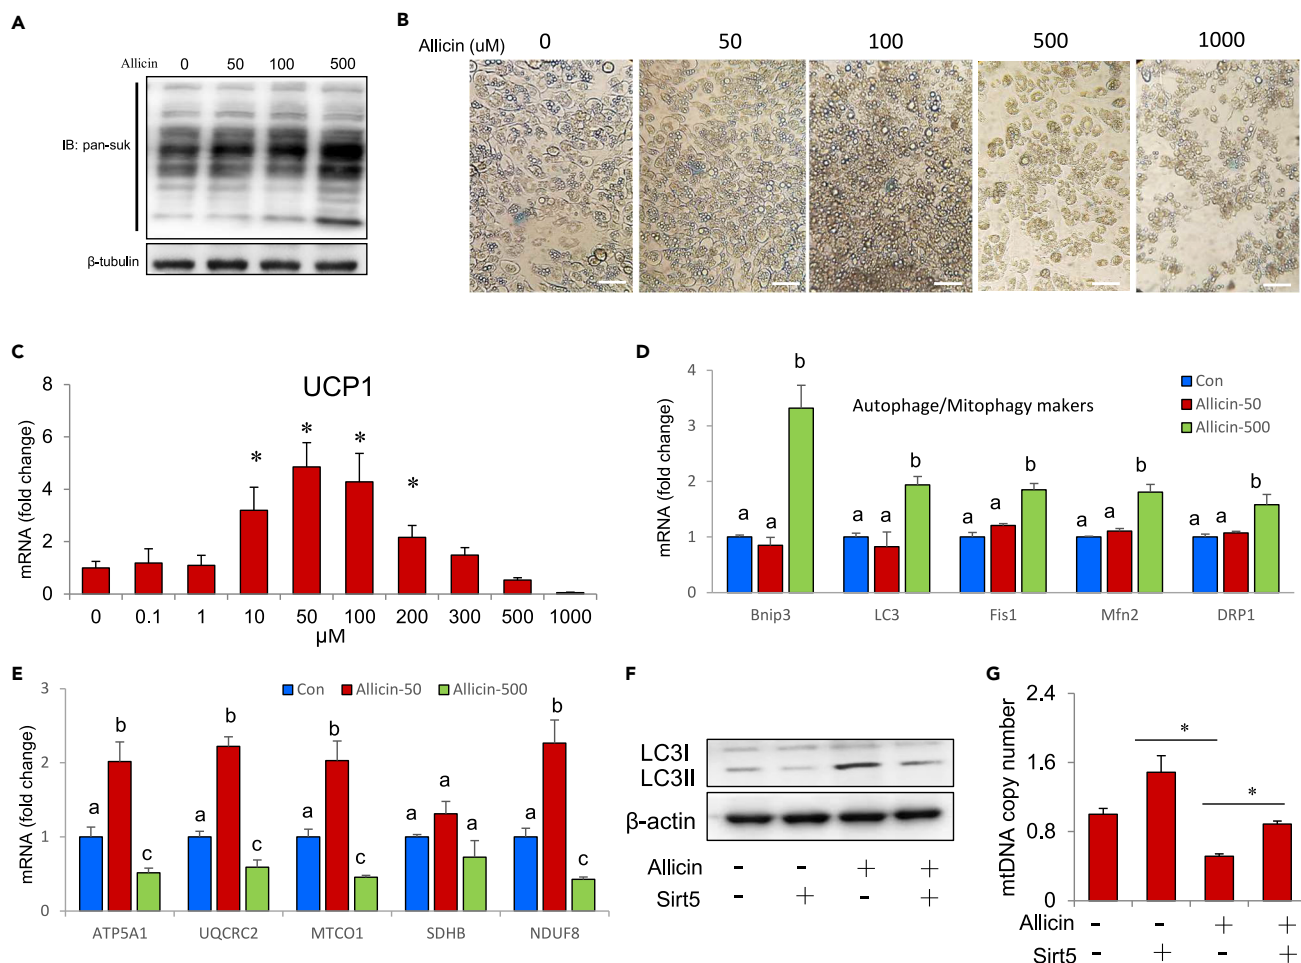 A
Allicin 0 50 100 500
IB: pan-suk
β-tubulin
B
Allicin (uM) 0 50 100 500 1000
C
UCP1
mRNA (fold change)
8
6
4
2
0
* * * *
0 0.1 1 10 50 100 200 300 500 1000
µM
D
Autophage/Mitophagy makers
Con
Allicin-50
Allicin-500
mRNA (fold change)
4
3
2
1
0
a a b a a b a a b a a b a a b
Bnip3 LC3 Fis1 Mfn2 DRP1
E
Con Allicin-50 Allicin-500
mRNA (fold change)
3
2
1
0
a b c a b c a b c a a a a b c
ATP5A1 UQCRC2 MTCO1 SDHB NDUF8
F
LC3I
LC3II
β-actin
Allicin - - + +
Sirt5 - + - +
G
mtDNA copy number
2.4
1.6
0.8
0
*
*
Allicin - - + +
Sirt5 - + - +